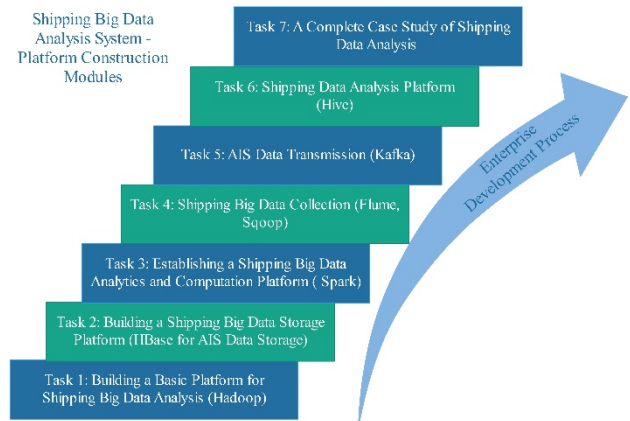 Shipping Big Data
Analysis System -
Platform Construction
Modules
Task 7: A Complete Case Study of Shipping
Data Analysis
Task 6: Shipping Data Analysis Platform
(Hive)
Task 5: AIS Data Transmission (Kafka)
Task 4: Shipping Big Data Collection (Flume,
Sqoop)
Task 3: Establishing a Shipping Big Data
Analytics and Computation Platform ( Spark)
Task 2: Building a Shipping Big Data Storage
Platform (HBase for AIS Data Storage)
Task 1: Building a Basic Platform for
Shipping Big Data Analysis (Hadoop)
Enterprise
Development Process